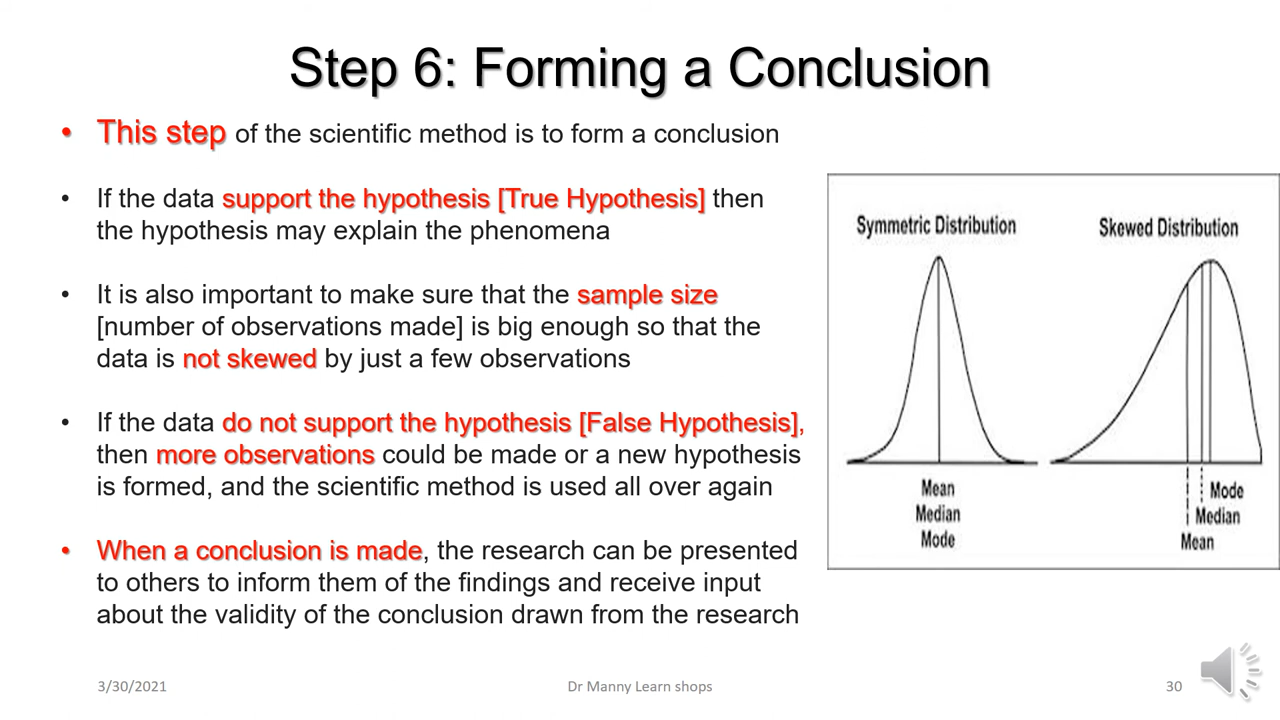 Step 6: Forming a Conclusion
• This step of the scientific method is to form a conclusion
• If the data support the hypothesis [True Hypothesis] then
the hypothesis may explain the phenomena
• It is also important to make sure that the sample size
[number of observations made] is big enough so that the
data is not skewed by just a few observations
• If the data do not support the hypothesis [False Hypothesis],
then more observations could be made or a new hypothesis
is formed, and the scientific method is used all over again
• When a conclusion is made, the research can be presented
to others to inform them of the findings and receive input
about the validity of the conclusion drawn from the research
Symmetric Distribution
Mean
Median
Mode
Skewed Distribution
Mode
Median
Mean
3/30/2021
Dr Manny Learn shops
30